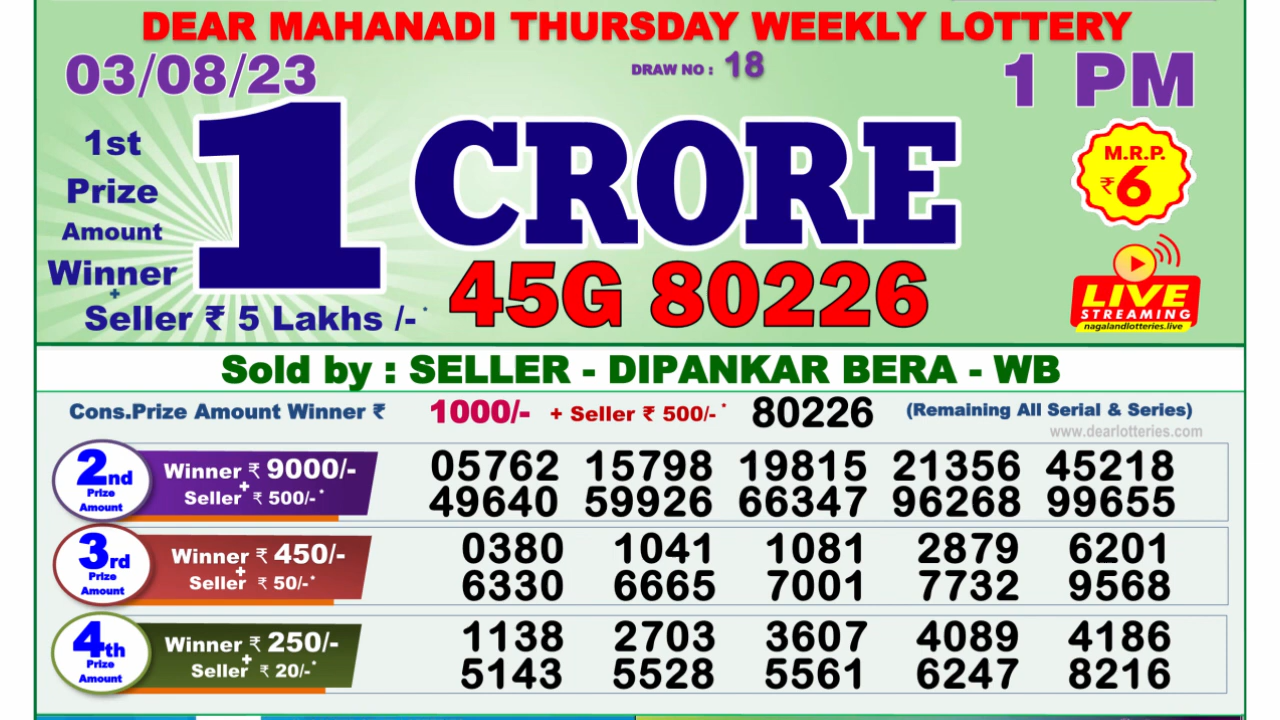 DEAR MAHANADI THURSDAY WEEKLY LOTTERY
03/08/23
DRAW NO : 18
1 PM
1st
Prize
Amount
Winner
+
Seller ₹ 5 Lakhs /-*
1 CRORE
45G 80226
M.R.P.
₹6
LIVE
STREAMING
nagalandlotteries.live
Sold by : SELLER - DIPANKAR BERA - WB
Cons.Prize Amount Winner ₹ 1000/- + Seller ₹ 500/-* 80226 (Remaining All Serial & Series)
www.dearlotteries.com
2nd
Prize
Amount
Winner ₹ 9000/-
+
Seller ₹ 500/-*
05762 15798 19815 21356 45218
49640 59926 66347 96268 99655
3rd
Prize
Amount
Winner ₹ 450/-
+
Seller ₹ 50/-*
0380 1041 1081 2879 6201
6330 6665 7001 7732 9568
4th
Prize
Amount
Winner ₹ 250/-
+
Seller ₹ 20/-*
1138 2703 3607 4089 4186
5143 5528 5561 6247 8216